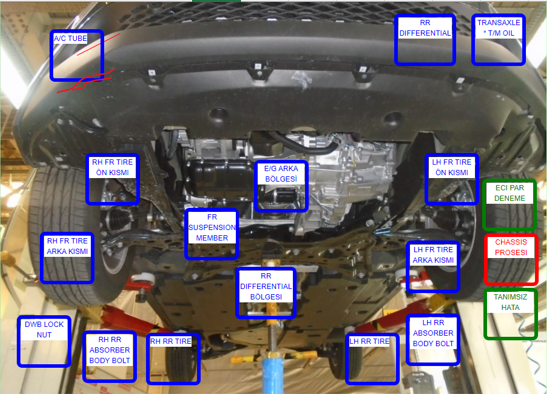 A/C TUBE
RR
DIFFERENTIAL
TRANSAXLE
* T/M OIL
RH FR TIRE
ÖN KISMI
E/G ARKA
BÖLGESİ
LH FR TIRE
ÖN KISMI
ECI PAR
DENEME
FR
SUSPENSION
MEMBER
RH FR TIRE
ARKA KISMI
LH FR TIRE
ARKA KISMI
CHASSIS
PROSESI
RR
DIFFERENTIAL
BÖLGESI
TANIMSIZ
HATA
DWB LOCK
NUT
RH RR
ABSORBER
BODY BOLT
RH RR TIRE
LH RR TIRE
LH RR
ABSORBER
BODY BOLT